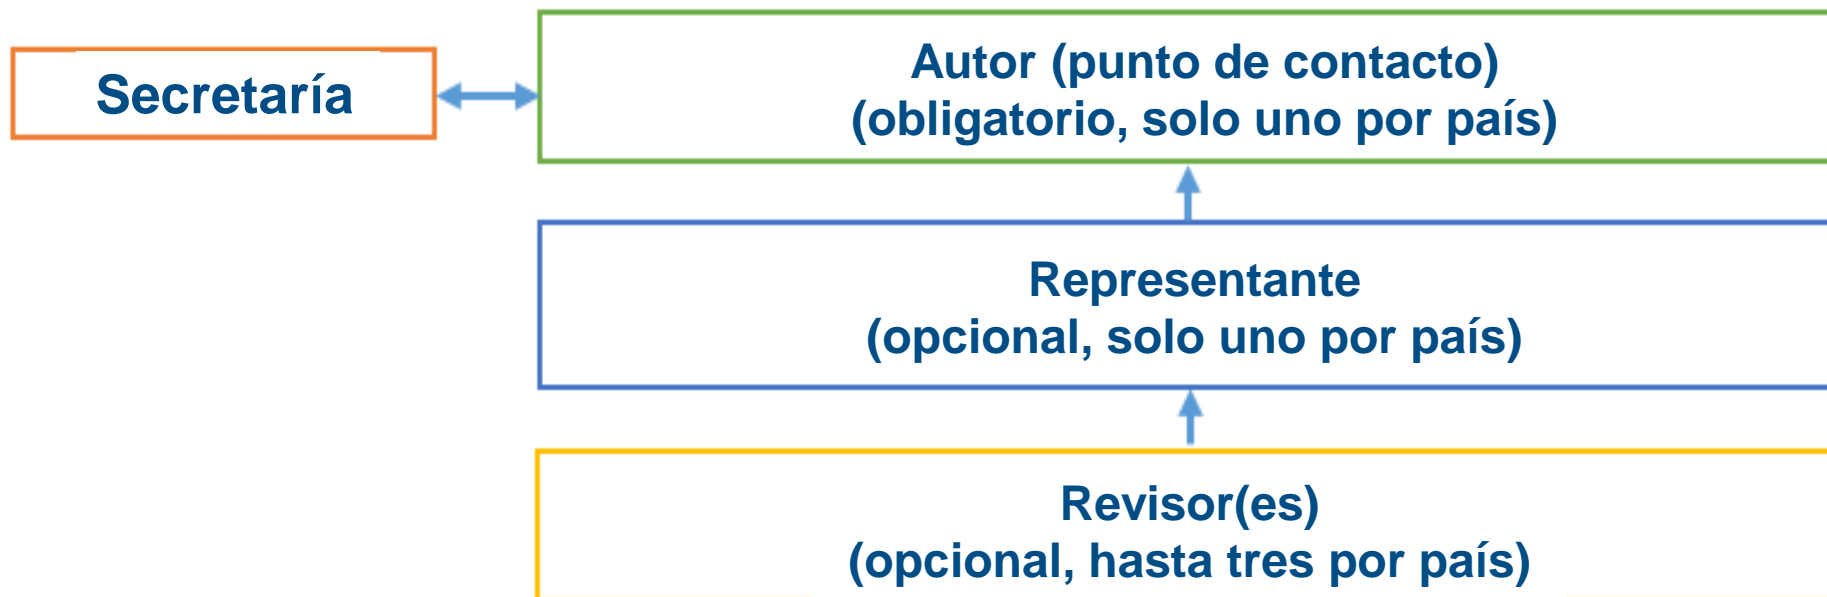 Secretaría
Autor (punto de contacto)
(obligatorio, solo uno por país)
Representante
(opcional, solo uno por país)
Revisor(es)
(opcional, hasta tres por país)